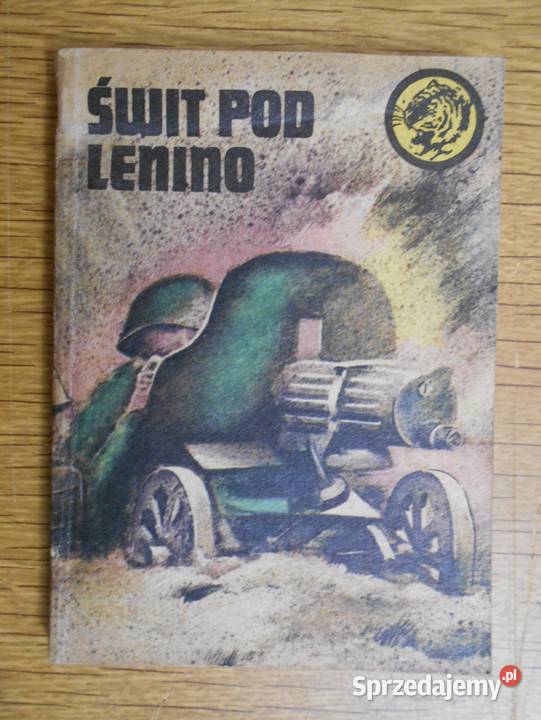 ŚWIT POD
LENINO
Sprzedajemy.pl